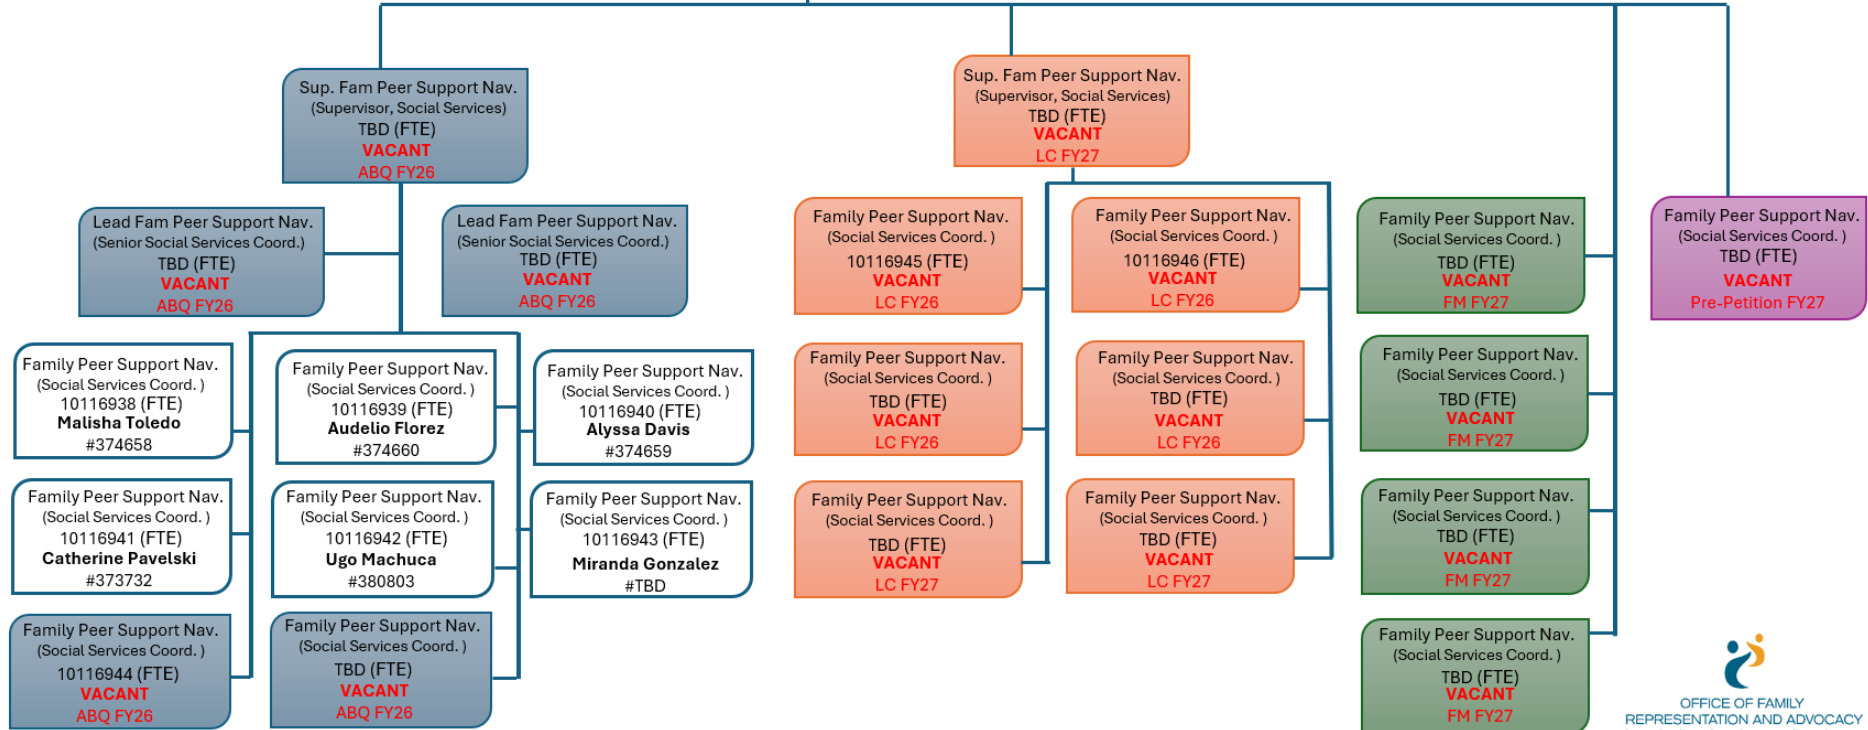 Sup. Fam Peer Support Nav.
(Supervisor, Social Services)
TBD (FTE)
VACANT
ABQ FY26
Sup. Fam Peer Support Nav.
(Supervisor, Social Services)
TBD (FTE)
VACANT
LC FY27
Lead Fam Peer Support Nav.
(Senior Social Services Coord.)
TBD (FTE)
VACANT
ABQ FY26
Lead Fam Peer Support Nav.
(Senior Social Services Coord.)
TBD (FTE)
VACANT
ABQ FY26
Family Peer Support Nav.
(Social Services Coord. )
10116945 (FTE)
VACANT
LC FY26
Family Peer Support Nav.
(Social Services Coord. )
10116946 (FTE)
VACANT
LC FY26
Family Peer Support Nav.
(Social Services Coord. )
TBD (FTE)
VACANT
FM FY27
Family Peer Support Nav.
(Social Services Coord. )
TBD (FTE)
VACANT
Pre-Petition FY27
Family Peer Support Nav.
(Social Services Coord. )
10116938 (FTE)
Malisha Toledo
#374658
Family Peer Support Nav.
(Social Services Coord. )
10116939 (FTE)
Audelio Florez
#374660
Family Peer Support Nav.
(Social Services Coord. )
10116940 (FTE)
Alyssa Davis
#374659
Family Peer Support Nav.
(Social Services Coord. )
TBD (FTE)
VACANT
LC FY26
Family Peer Support Nav.
(Social Services Coord. )
TBD (FTE)
VACANT
LC FY26
Family Peer Support Nav.
(Social Services Coord. )
TBD (FTE)
VACANT
FM FY27
Family Peer Support Nav.
(Social Services Coord. )
10116941 (FTE)
Catherine Pavelski
#373732
Family Peer Support Nav.
(Social Services Coord. )
10116942 (FTE)
Ugo Machuca
#380803
Family Peer Support Nav.
(Social Services Coord. )
10116943 (FTE)
Miranda Gonzalez
#TBD
Family Peer Support Nav.
(Social Services Coord. )
TBD (FTE)
VACANT
LC FY27
Family Peer Support Nav.
(Social Services Coord. )
TBD (FTE)
VACANT
LC FY27
Family Peer Support Nav.
(Social Services Coord. )
TBD (FTE)
VACANT
FM FY27
Family Peer Support Nav.
(Social Services Coord. )
10116944 (FTE)
VACANT
ABQ FY26
Family Peer Support Nav.
(Social Services Coord. )
TBD (FTE)
VACANT
ABQ FY26
Family Peer Support Nav.
(Social Services Coord. )
TBD (FTE)
VACANT
FM FY27
OFFICE OF FAMILY
REPRESENTATION AND ADVOCACY